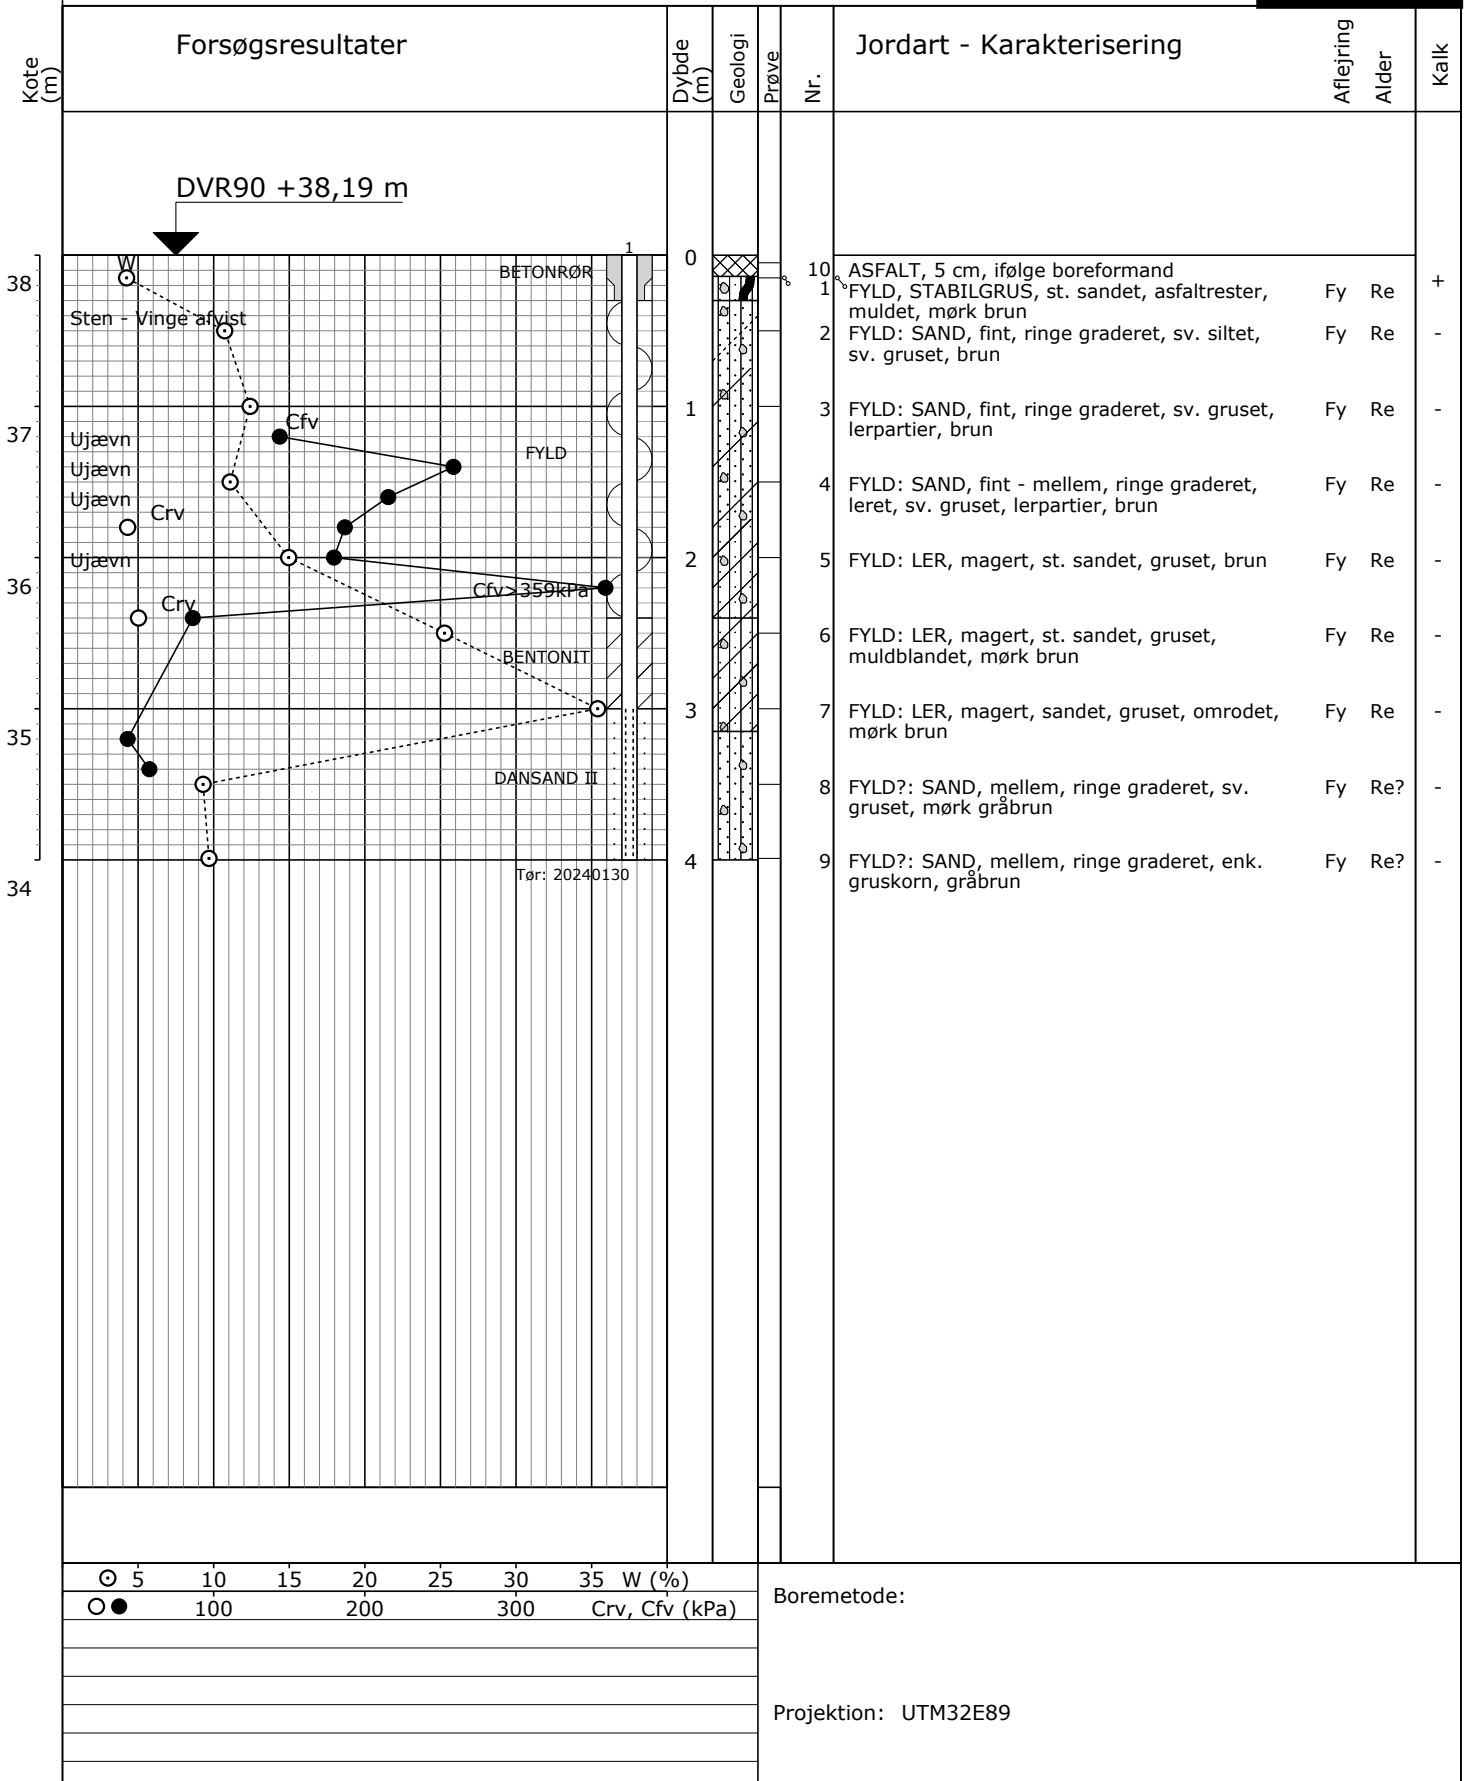 Kote
(m)
Forsøgsresultater
Dybde
(m)
Geologi
Prøve
Nr.
Jordart - Karakterisering
Aflejring
Alder
Kalk
DVR90 +38,19 m
38
37
36
35
34
W
1
BETONRØR
Sten - Vinge afvist
Cfv
Ujævn
FYLD
Ujævn
Ujævn
Crv
Ujævn
Cfv>359kPa
Crv
BENTONIT
DANSAND II
Tør: 20240130
0
1
2
3
4
10 ASFALT, 5 cm, ifølge boreformand
1 FYLD, STABILGRUS, st. sandet, asfaltrester, Fy Re +
muldet, mørk brun
2 FYLD: SAND, fint, ringe graderet, sv. siltet, Fy Re -
sv. gruset, brun
3 FYLD: SAND, fint, ringe graderet, sv. gruset, Fy Re -
lerpartier, brun
4 FYLD: SAND, fint - mellem, ringe graderet, Fy Re -
leret, sv. gruset, lerpartier, brun
5 FYLD: LER, magert, st. sandet, gruset, brun Fy Re -
6 FYLD: LER, magert, st. sandet, gruset, Fy Re -
muldblandet, mørk brun
7 FYLD: LER, magert, sandet, gruset, omrodet, Fy Re -
mørk brun
8 FYLD?: SAND, mellem, ringe graderet, sv. Fy Re? -
gruset, mørk gråbrun
9 FYLD?: SAND, mellem, ringe graderet, enk. Fy Re? -
gruskorn, gråbrun
5 10 15 20 25 30 35 W (%)
100 200 300 Crv, Cfv (kPa)
Boremetode:
Projektion: UTM32E89